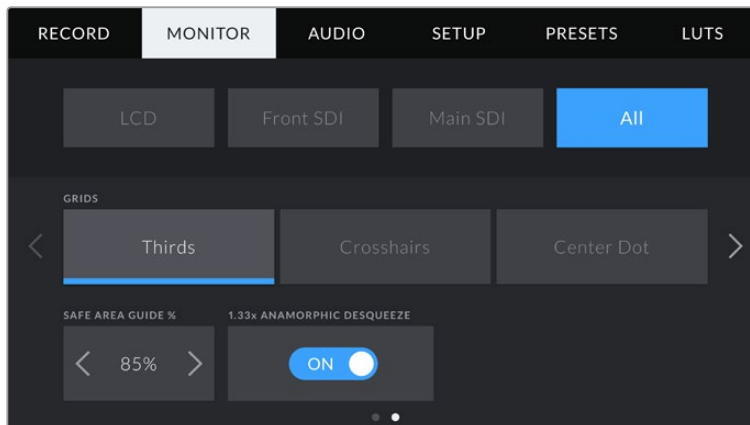 RECORD MONITOR AUDIO SETUP PRESETS LUTS
LCD Front SDI Main SDI All
GRIDS
Thirds Crosshairs Center Dot
SAFE AREA GUIDE % 1.33x ANAMORPHIC DESQUEEZE
85% ON